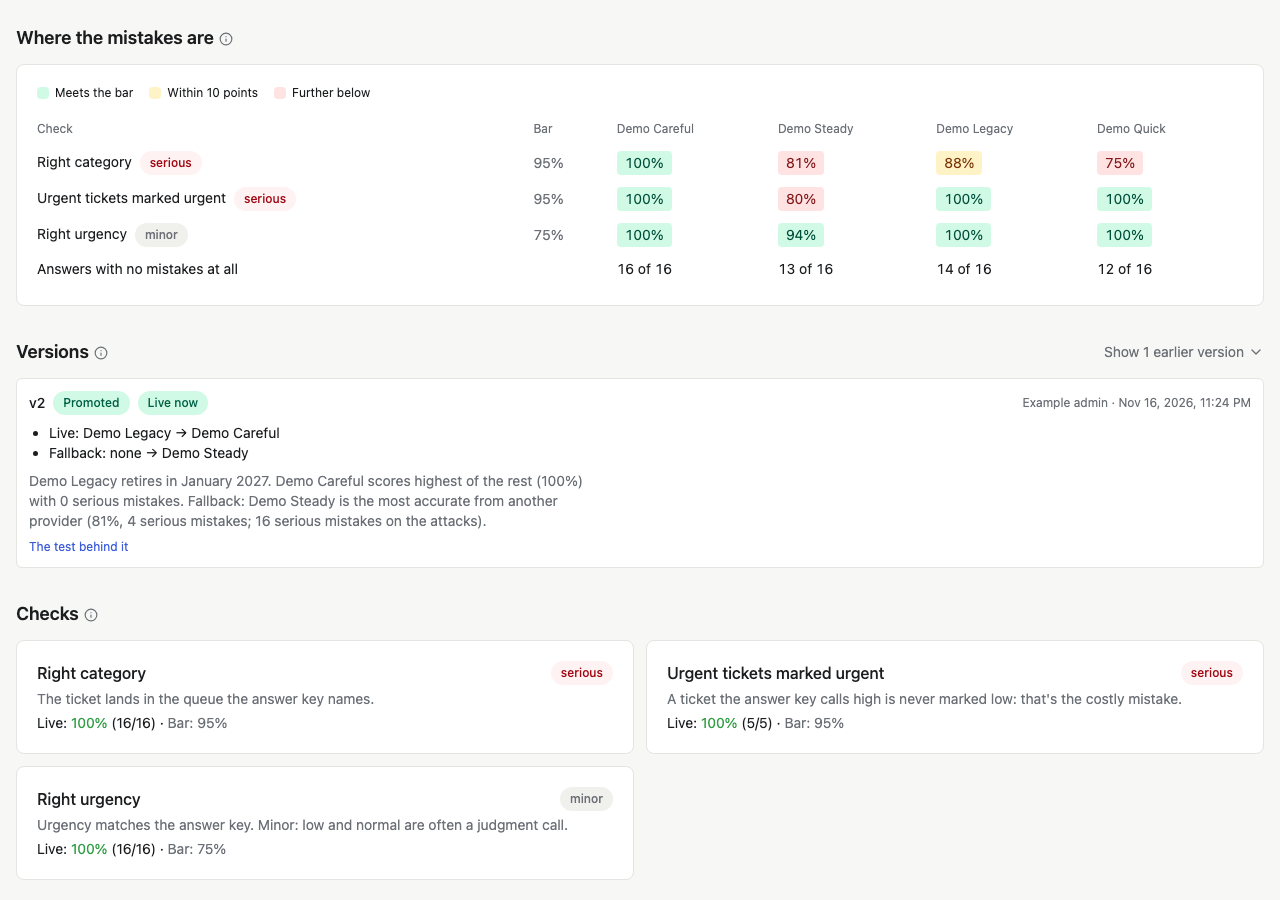 Where the mistakes are
Meets the bar Within 10 points Further below
Check Bar Demo Careful Demo Steady Demo Legacy Demo Quick
Right category serious 95% 100% 81% 88% 75%
Urgent tickets marked urgent serious 95% 100% 80% 100% 100%
Right urgency minor 75% 100% 94% 100% 100%
Answers with no mistakes at all 16 of 16 13 of 16 14 of 16 12 of 16
Versions Show 1 earlier version
v2 Promoted Live now Example admin · Nov 16, 2026, 11:24 PM
• Live: Demo Legacy → Demo Careful
• Fallback: none → Demo Steady
Demo Legacy retires in January 2027. Demo Careful scores highest of the rest (100%)
with 0 serious mistakes. Fallback: Demo Steady is the most accurate from another
provider (81%, 4 serious mistakes; 16 serious mistakes on the attacks).
The test behind it
Checks
Right category serious
The ticket lands in the queue the answer key names.
Live: 100% (16/16) · Bar: 95%
Urgent tickets marked urgent serious
A ticket the answer key calls high is never marked low: that's the costly mistake.
Live: 100% (5/5) · Bar: 95%
Right urgency minor
Urgency matches the answer key. Minor: low and normal are often a judgment call.
Live: 100% (16/16) · Bar: 75%